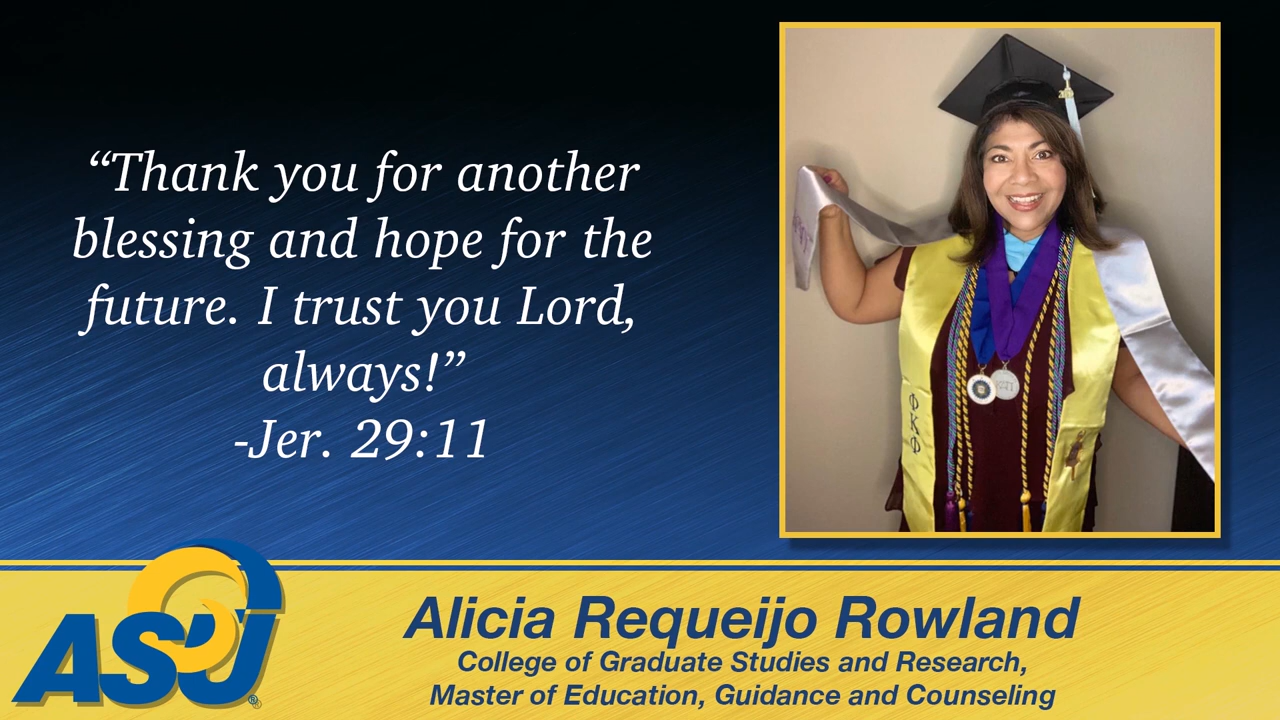 “Thank you for another
blessing and hope for the
future. I trust you Lord,
always!”
-Jer. 29:11
ΦΚΦ
ASU
®
Alicia Requeijo Rowland
College of Graduate Studies and Research,
Master of Education, Guidance and Counseling